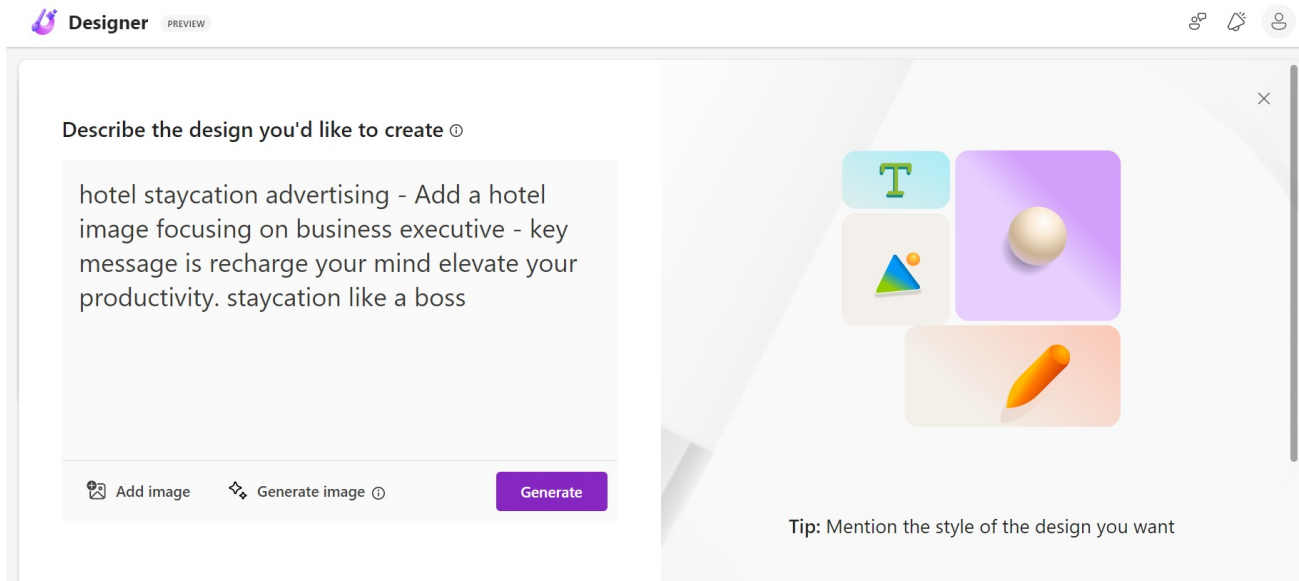 Designer PREVIEW
Describe the design you'd like to create
hotel staycation advertising - Add a hotel
image focusing on business executive - key
message is recharge your mind elevate your
productivity. staycation like a boss
Add image
Generate image
Generate
T
Tip: Mention the style of the design you want